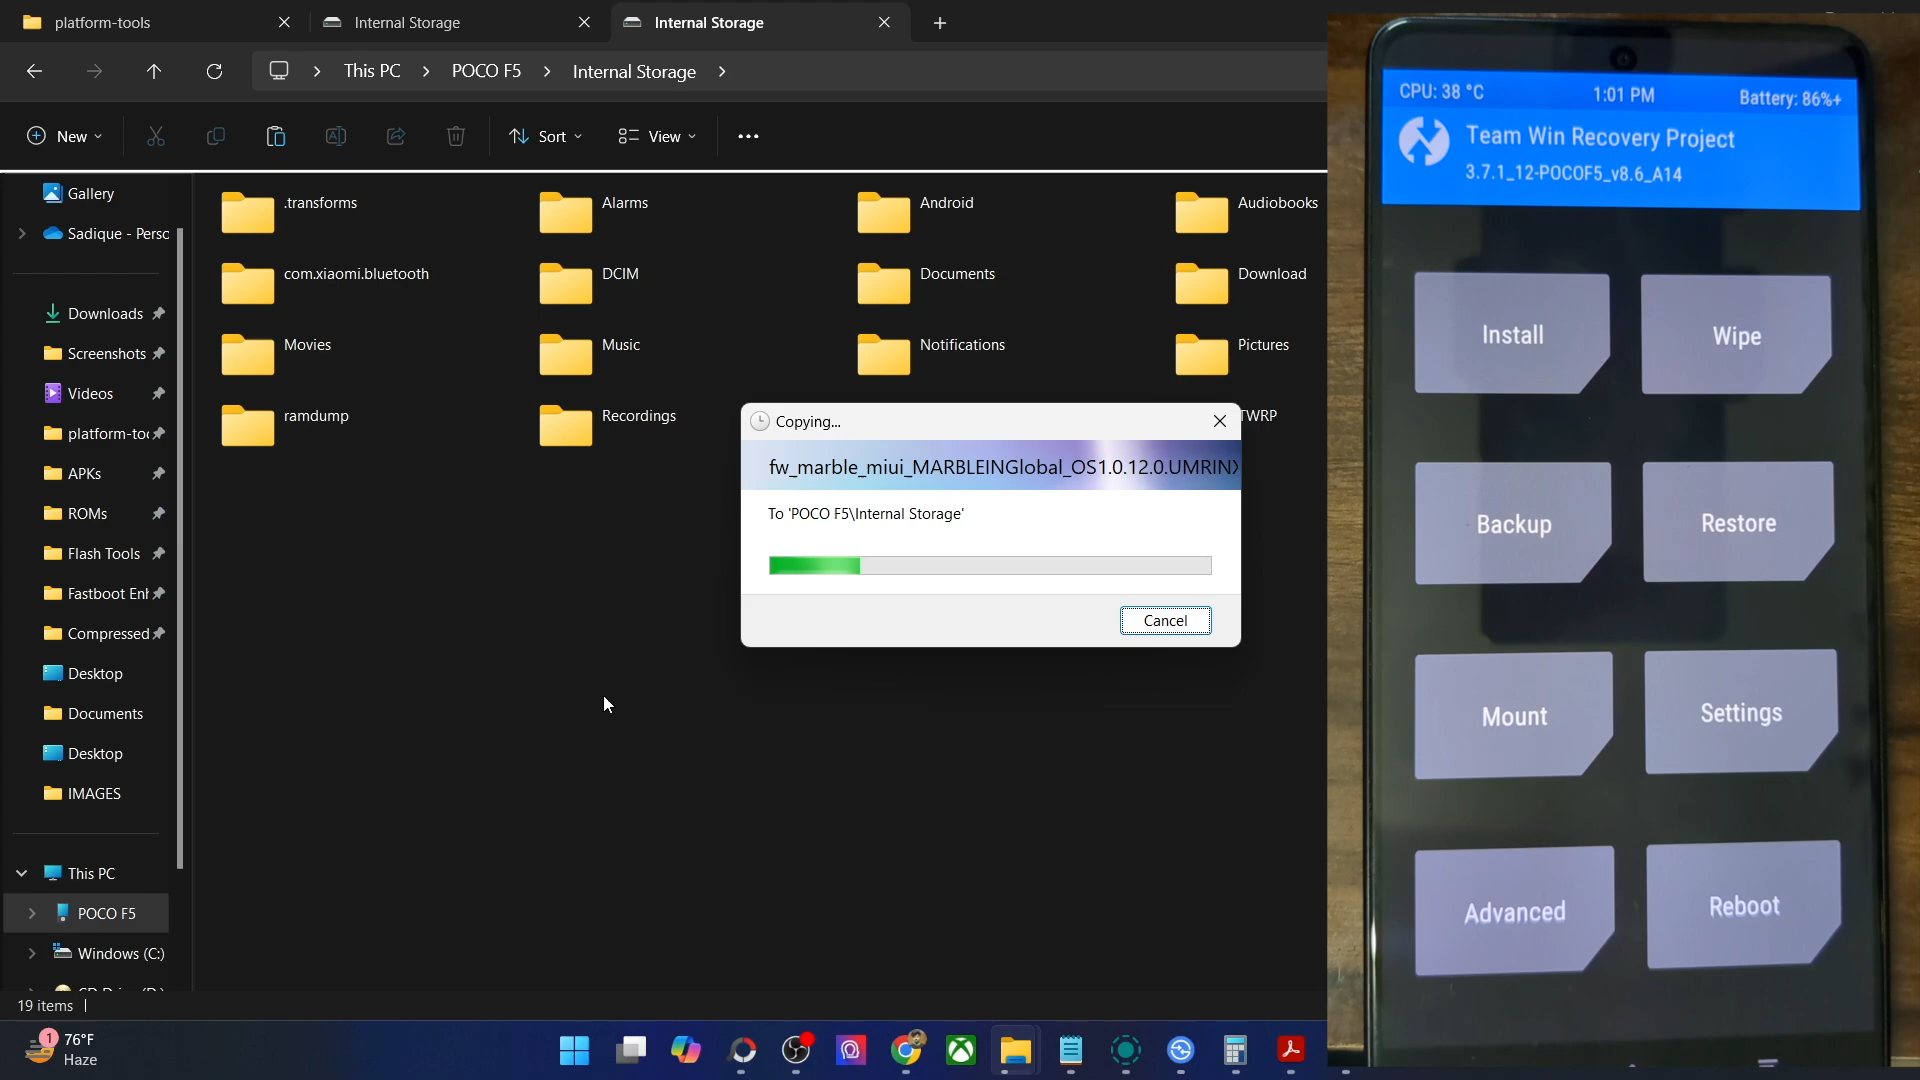 platform-tools
Internal Storage
Internal Storage
This PC
POCO F5
Internal Storage
New
Sort
View
Gallery
Sadique - Perso
Downloads
Screenshots
Videos
platform-too
APKs
ROMs
Flash Tools
Fastboot Enh
Compressed
Desktop
Documents
Desktop
IMAGES
This PC
POCO F5
Windows (C:)
.transforms
Alarms
Android
Audiobooks
com.xiaomi.bluetooth
DCIM
Documents
Download
Movies
Music
Notifications
Pictures
ramdump
Recordings
TWRP
Copying...
fw_marble_miui_MARBLEINGlobal_OS1.0.12.0.UMRINX
To 'POCO F5\Internal Storage'
Cancel
19 items
1
76°F
Haze
CPU: 38 °C
1:01 PM
Battery: 86%+
Team Win Recovery Project
3.7.1_12-POCOF5_v8.6_A14
Install
Wipe
Backup
Restore
Mount
Settings
Advanced
Reboot